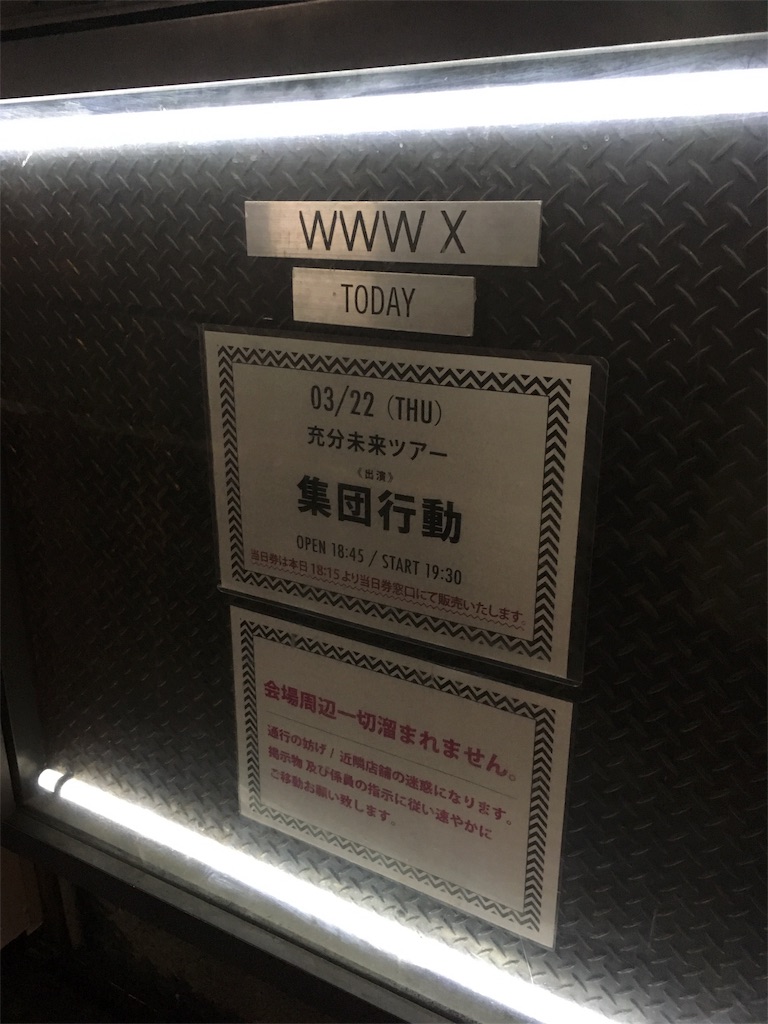 WWW X
TODAY
03/22 (THU)
充分未来ツアー
《出演》
集団行動
OPEN 18:45 / START 19:30
当日券は本日18:15より当日券窓口にて販売いたします。
会場周辺一切溜まれません。
通行の妨げ / 近隣店舗の迷惑になります。
掲示物 及び係員の指示に従い速やかに
ご移動お願い致します。